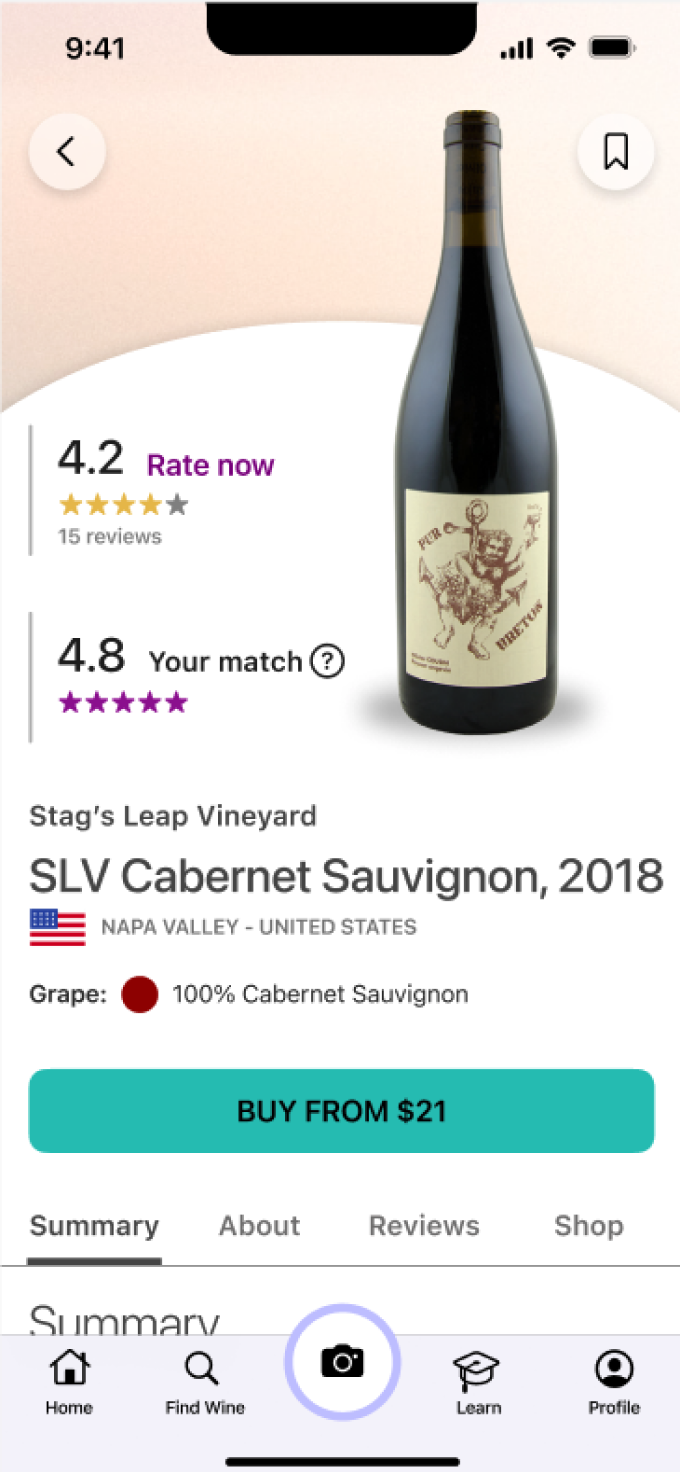 9:41
PUR
BRETON
4.2 Rate now
15 reviews
4.8 Your match ?
Stag's Leap Vineyard
SLV Cabernet Sauvignon, 2018
NAPA VALLEY - UNITED STATES
Grape: 100% Cabernet Sauvignon
BUY FROM $21
Summary About Reviews Shop
Summary
Home Find Wine Learn Profile